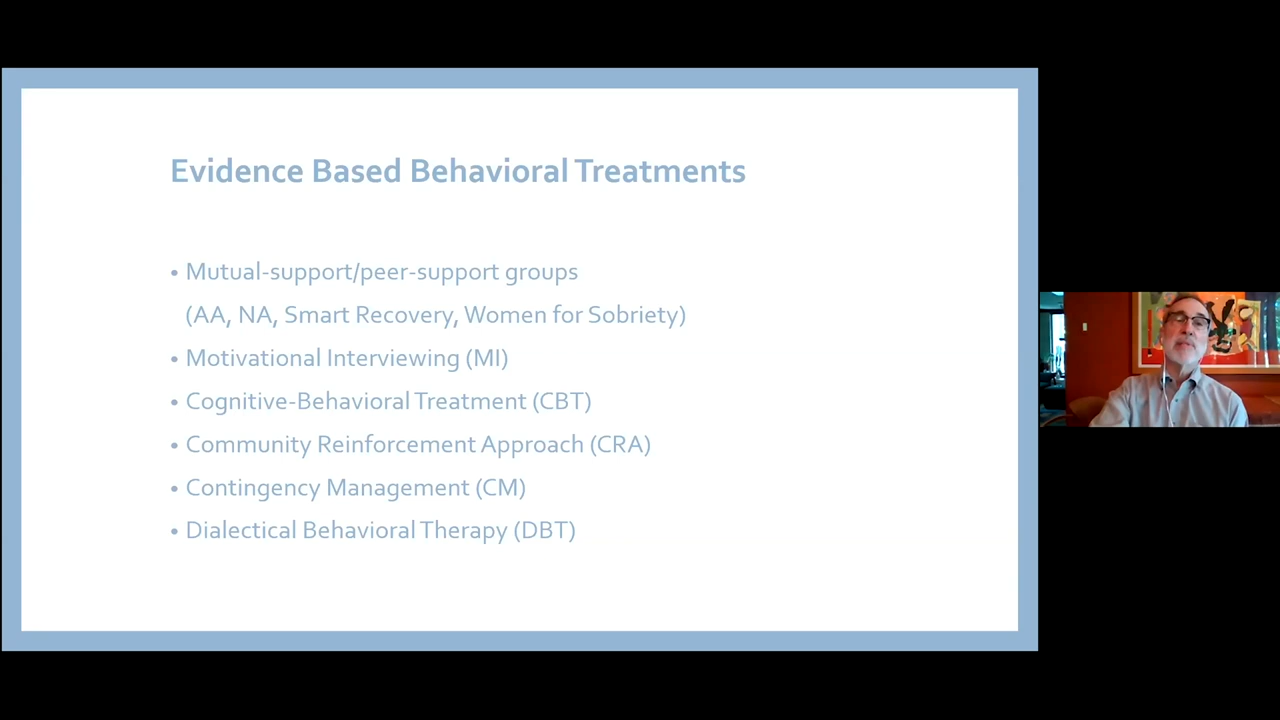 Evidence Based Behavioral Treatments
• Mutual-support/peer-support groups
(AA, NA, Smart Recovery, Women for Sobriety)
• Motivational Interviewing (MI)
• Cognitive-Behavioral Treatment (CBT)
• Community Reinforcement Approach (CRA)
• Contingency Management (CM)
• Dialectical Behavioral Therapy (DBT)